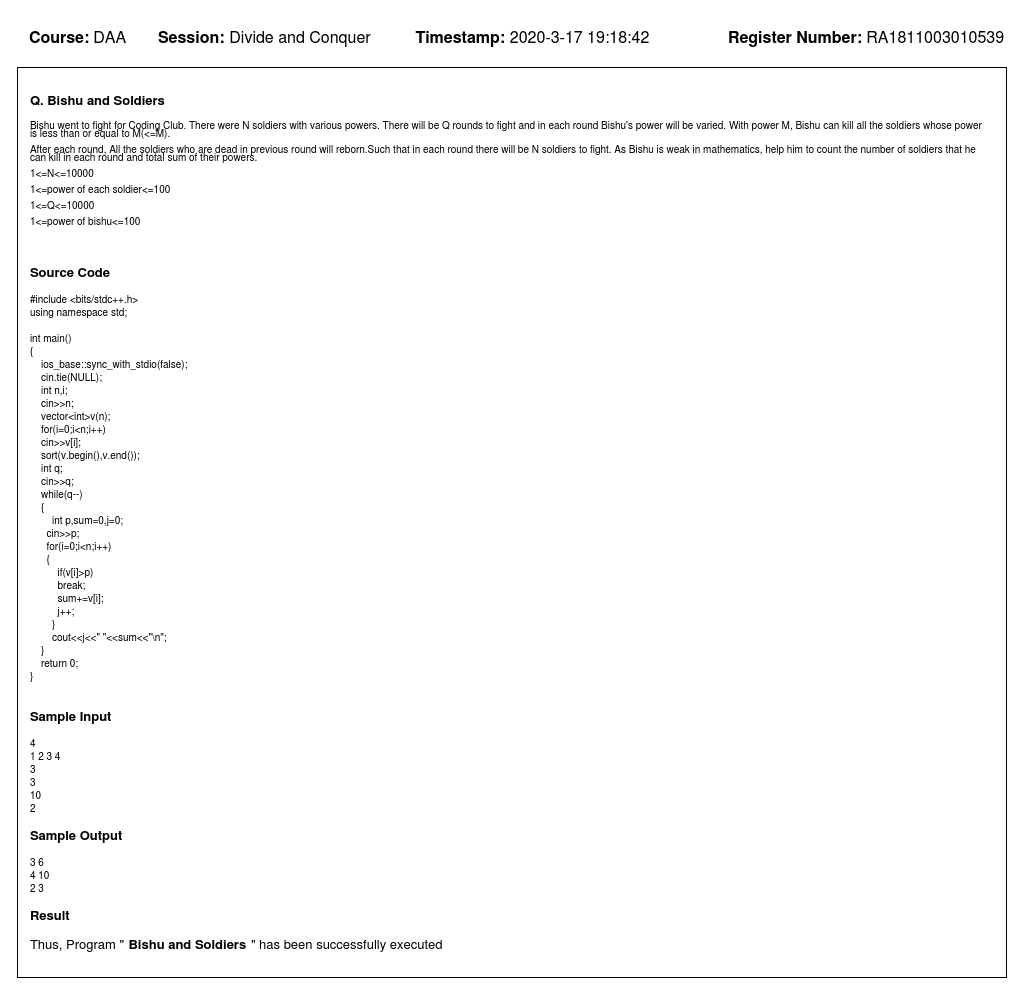 Course: DAA Session: Divide and Conquer Timestamp: 2020-3-17 19:18:42 Register Number: RA1811003010539
Q. Bishu and Soldiers
Bishu went to fight for Coding Club. There were N soldiers with various powers. There will be Q rounds to fight and in each round Bishu's power will be varied. With power M, Bishu can kill all the soldiers whose power
is less than or equal to M(<=M).
After each round, All the soldiers who are dead in previous round will reborn.Such that in each round there will be N soldiers to fight. As Bishu is weak in mathematics, help him to count the number of soldiers that he
can kill in each round and total sum of their powers.
1<=N<=10000
1<=power of each soldier<=100
1<=Q<=10000
1<=power of bishu<=100
Source Code
#include <bits/stdc++.h>
using namespace std;
int main()
{
    ios_base::sync_with_stdio(false);
    cin.tie(NULL);
    int n,i;
    cin>>n;
    vector<int>v(n);
    for(i=0;i<n;i++)
    cin>>v[i];
    sort(v.begin(),v.end());
    int q;
    cin>>q;
    while(q--)
    {
        int p,sum=0,j=0;
      cin>>p;
      for(i=0;i<n;i++)
      {
          if(v[i]>p)
          break;
          sum+=v[i];
          j++;
        }
        cout<<j<<" "<<sum<<"\n";
    }
    return 0;
}
Sample Input
4
1 2 3 4
3
3
10
2
Sample Output
3 6
4 10
2 3
Result
Thus, Program " Bishu and Soldiers " has been successfully executed